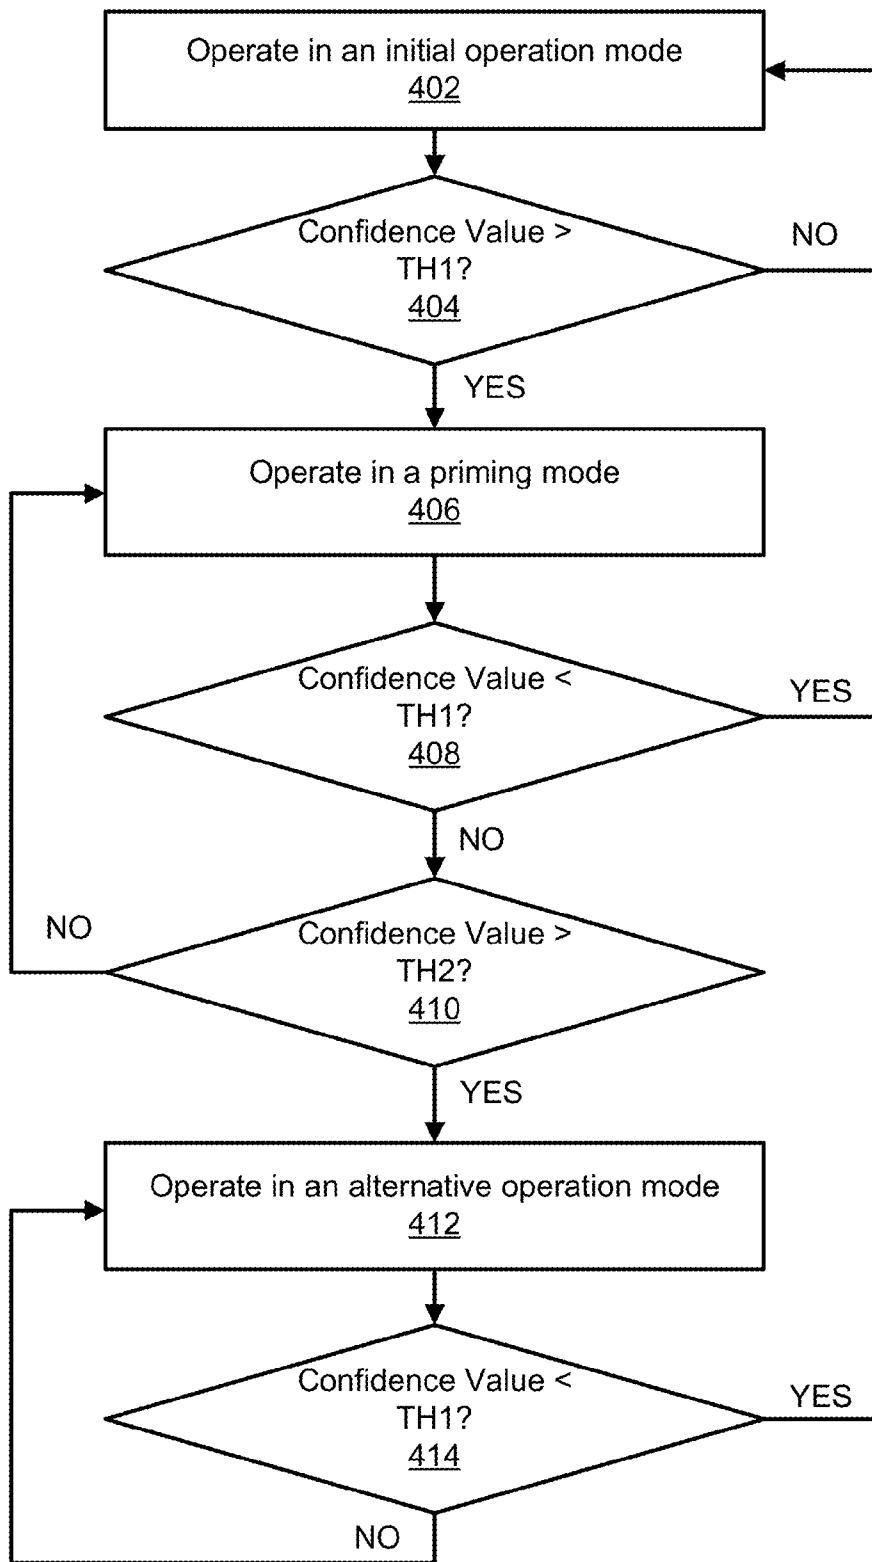 Operate in an initial operation mode
402
Confidence Value >
TH1?
404
NO
YES
Operate in a priming mode
406
Confidence Value <
TH1?
408
YES
NO
Confidence Value >
TH2?
410
NO
YES
Operate in an alternative operation mode
412
Confidence Value <
TH1?
414
YES
NO